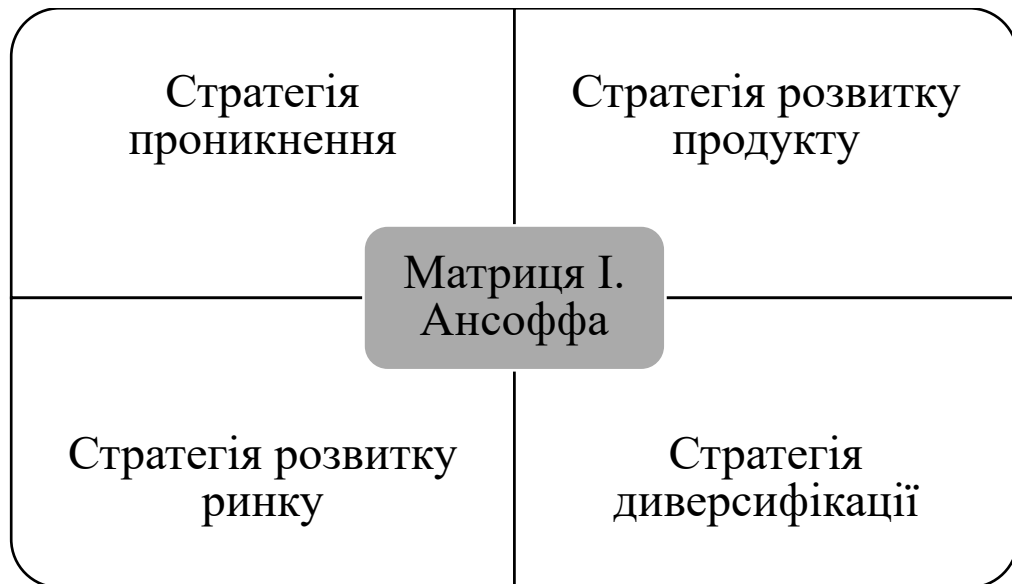 Стратегія
проникнення
Стратегія розвитку
продукту
Матриця І.
Ансоффа
Стратегія розвитку
ринку
Стратегія
диверсифікації